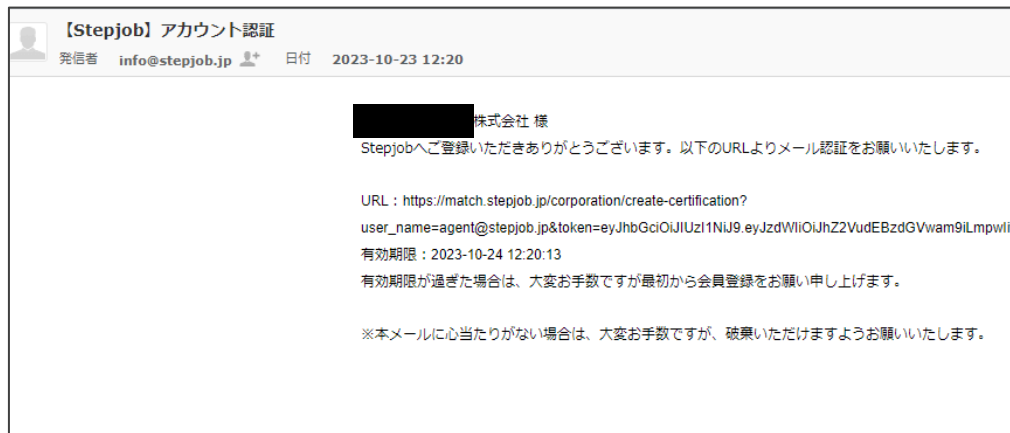 【Stepjob】アカウント認証
発信者 info@stepjob.jp 日付 2023-10-23 12:20
株式会社 様
Stepjobへご登録いただきありがとうございます。以下のURLよりメール認証をお願いいたします。
URL：https://match.stepjob.jp/corporation/create-certification?
user_name=agent@stepjob.jp&token=eyJhbGciOiJIUzI1NiJ9.eyJzdWIiOiJhZ2VudEBzdGVwam9iLmpwIi
有効期限：2023-10-24 12:20:13
有効期限が過ぎた場合は、大変お手数ですが最初から会員登録をお願い申し上げます。
※本メールに心当たりがない場合は、大変お手数ですが、破棄いただけますようお願いいたします。